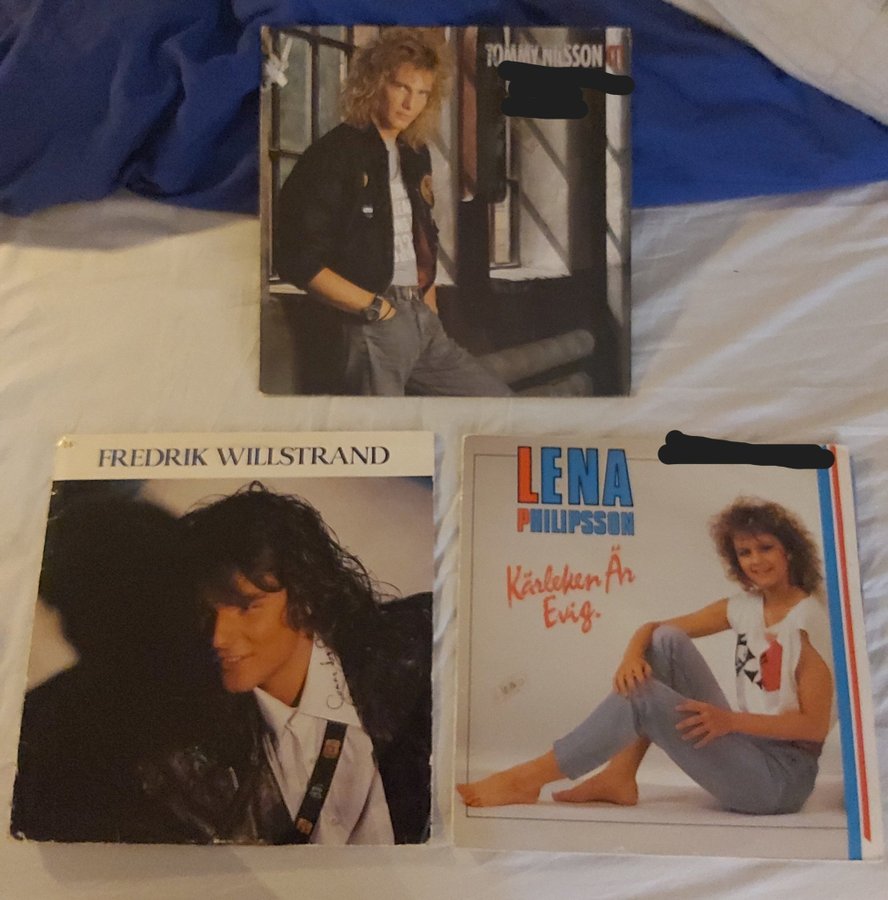 TOMMY NILSSON
FREDRIK WILLSTRAND
LENA
PHILIPSSON
Kärleken Är
Evig.